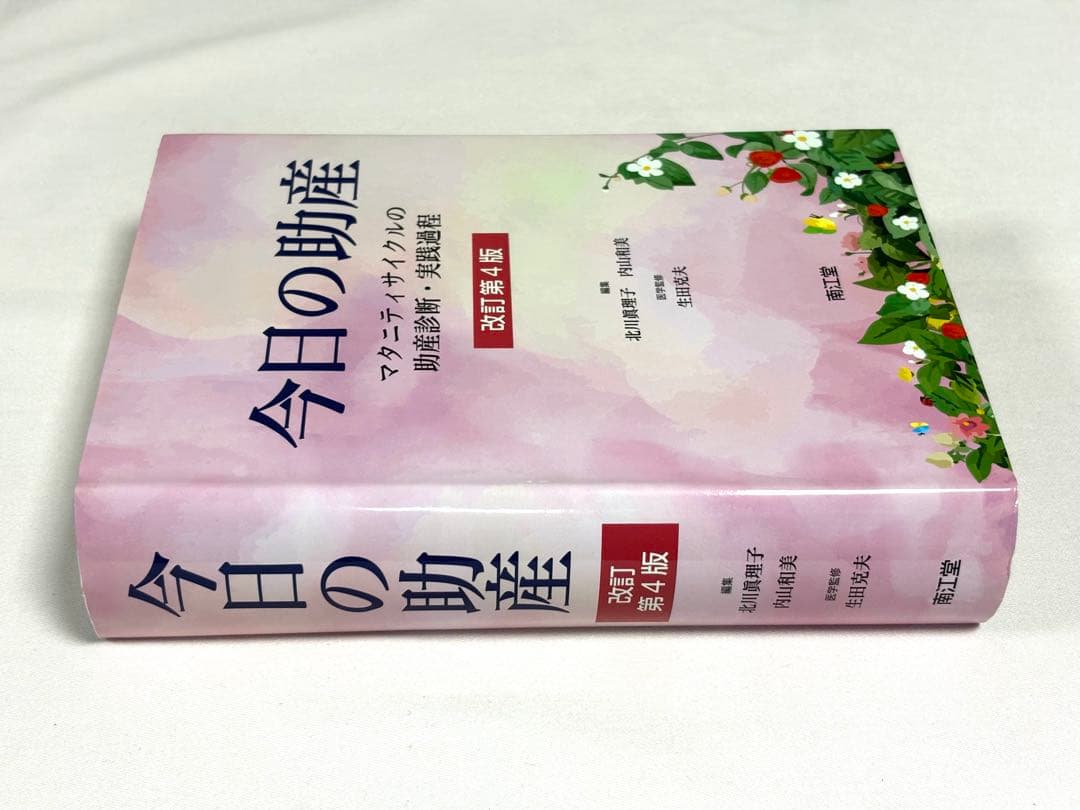 今日の助産
マタニティサイクルの
助産診断・実践過程
改訂第4版
編集
北川眞理子 内山和美
医学監修
生田克夫
南江堂
今日の助産
改訂
第4版
編集
北川眞理子
内山和美
医学監修
生田克夫
南江堂